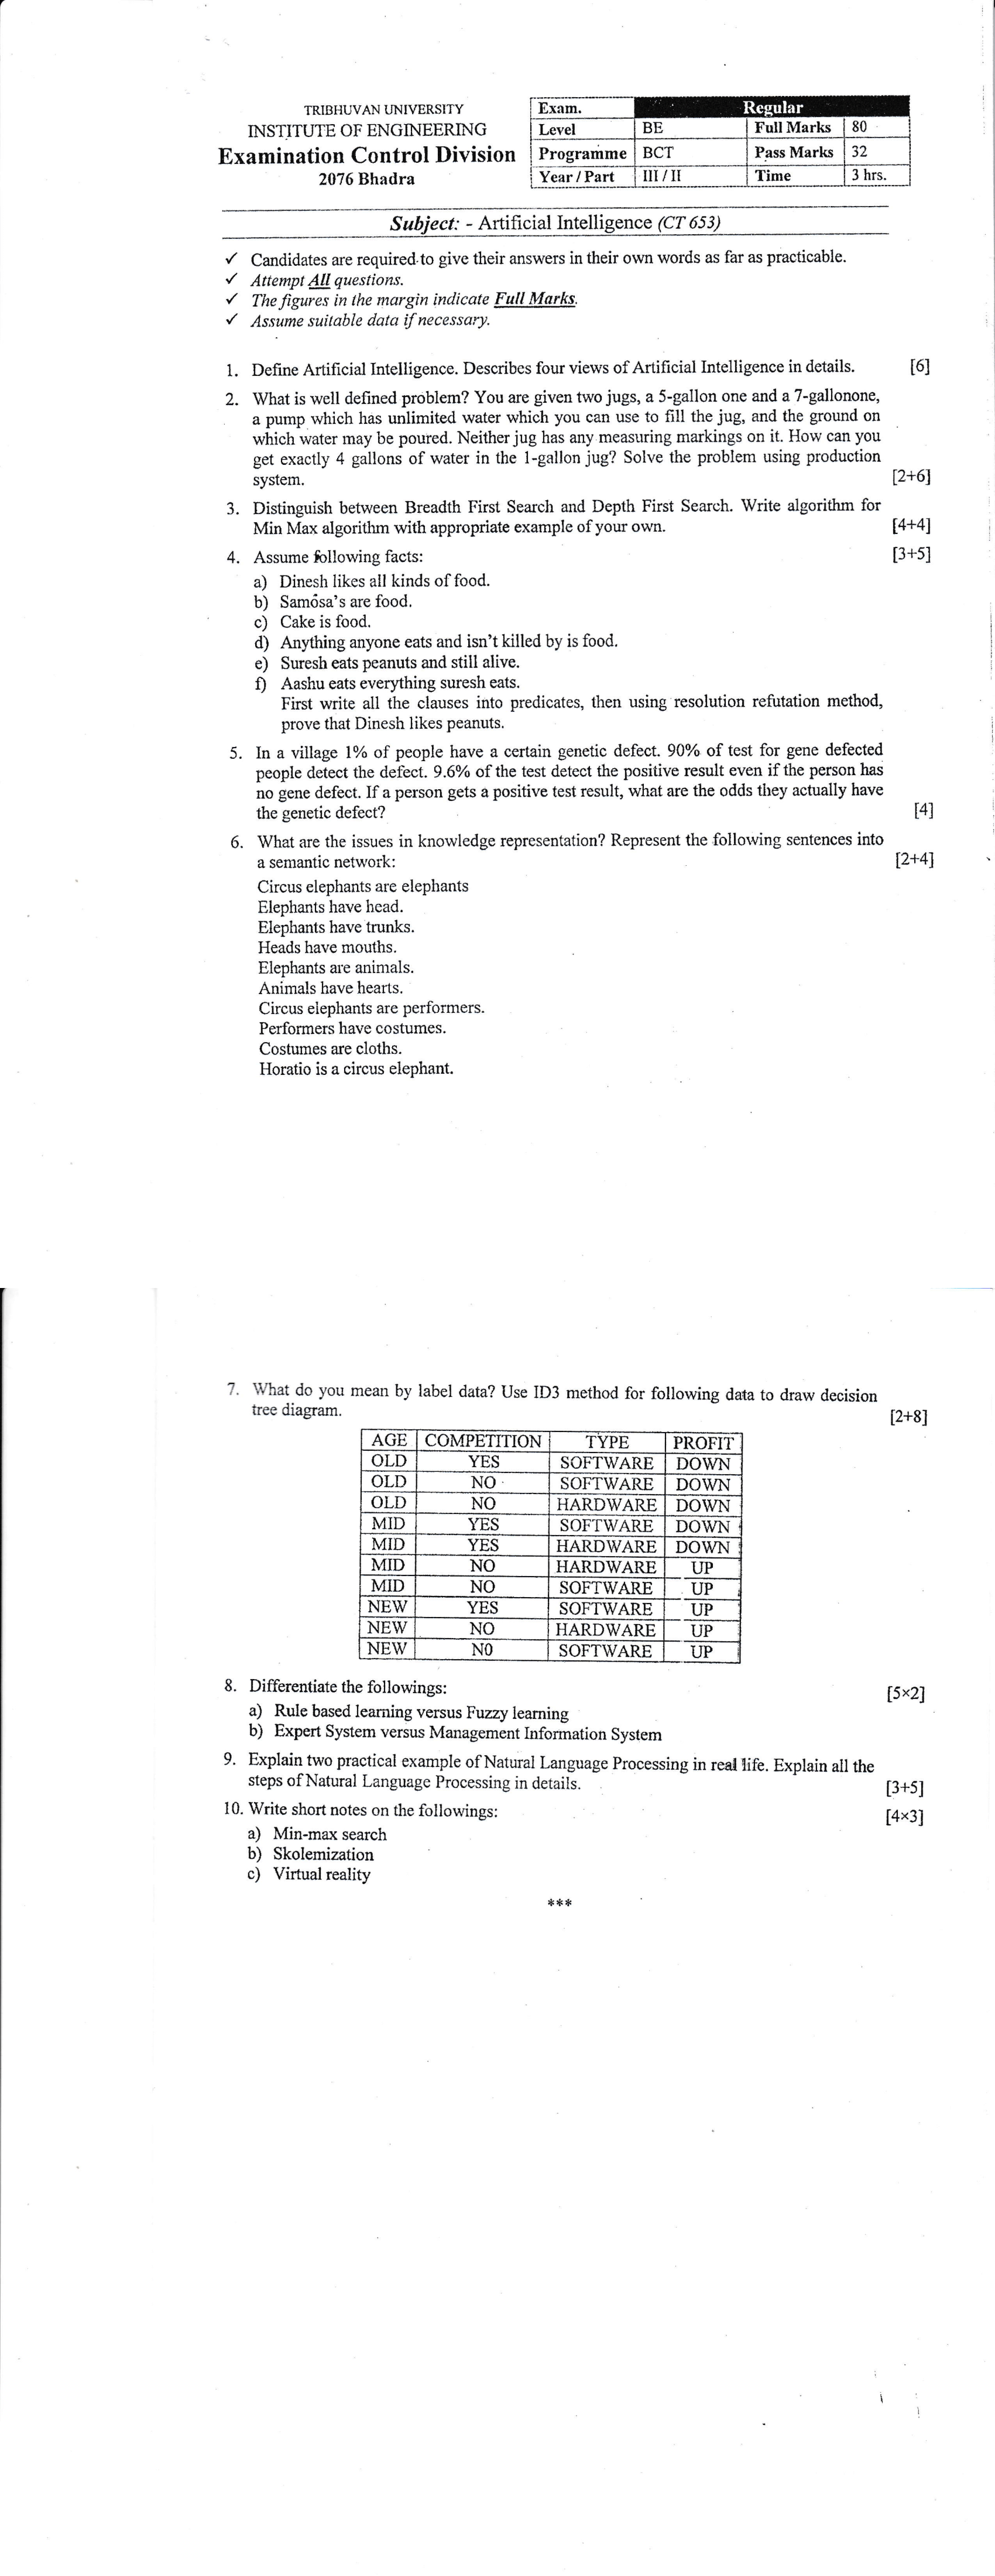 TRIBHUVAN UNIVERSITY
INSTITUTE OF ENGINEERING
Examination Control Division
2076 Bhadra
Exam. Regular
Level BE Full Marks 80
Programme BCT Pass Marks 32
Year / Part III / II Time 3 hrs.
Subject: - Artificial Intelligence (CT 653)
✓ Candidates are required to give their answers in their own words as far as practicable.
✓ Attempt All questions.
✓ The figures in the margin indicate Full Marks.
✓ Assume suitable data if necessary.
1. Define Artificial Intelligence. Describes four views of Artificial Intelligence in details. [6]
2. What is well defined problem? You are given two jugs, a 5-gallon one and a 7-gallonone,
a pump which has unlimited water which you can use to fill the jug, and the ground on
which water may be poured. Neither jug has any measuring markings on it. How can you
get exactly 4 gallons of water in the 1-gallon jug? Solve the problem using production
system. [2+6]
3. Distinguish between Breadth First Search and Depth First Search. Write algorithm for
Min Max algorithm with appropriate example of your own. [4+4]
4. Assume following facts: [3+5]
a) Dinesh likes all kinds of food.
b) Samosa's are food.
c) Cake is food.
d) Anything anyone eats and isn't killed by is food.
e) Suresh eats peanuts and still alive.
f) Aashu eats everything suresh eats.
First write all the clauses into predicates, then using resolution refutation method,
prove that Dinesh likes peanuts.
5. In a village 1% of people have a certain genetic defect. 90% of test for gene defected
people detect the defect. 9.6% of the test detect the positive result even if the person has
no gene defect. If a person gets a positive test result, what are the odds they actually have
the genetic defect? [4]
6. What are the issues in knowledge representation? Represent the following sentences into
a semantic network: [2+4]
Circus elephants are elephants
Elephants have head.
Elephants have trunks.
Heads have mouths.
Elephants are animals.
Animals have hearts.
Circus elephants are performers.
Performers have costumes.
Costumes are cloths.
Horatio is a circus elephant.
7. What do you mean by label data? Use ID3 method for following data to draw decision
tree diagram. [2+8]
AGE COMPETITION TYPE PROFIT
OLD YES SOFTWARE DOWN
OLD NO SOFTWARE DOWN
OLD NO HARDWARE DOWN
MID YES SOFTWARE DOWN
MID YES HARDWARE DOWN
MID NO HARDWARE UP
MID NO SOFTWARE UP
NEW YES SOFTWARE UP
NEW NO HARDWARE UP
NEW N0 SOFTWARE UP
8. Differentiate the followings: [5×2]
a) Rule based learning versus Fuzzy learning
b) Expert System versus Management Information System
9. Explain two practical example of Natural Language Processing in real life. Explain all the
steps of Natural Language Processing in details. [3+5]
10. Write short notes on the followings: [4×3]
a) Min-max search
b) Skolemization
c) Virtual reality
***